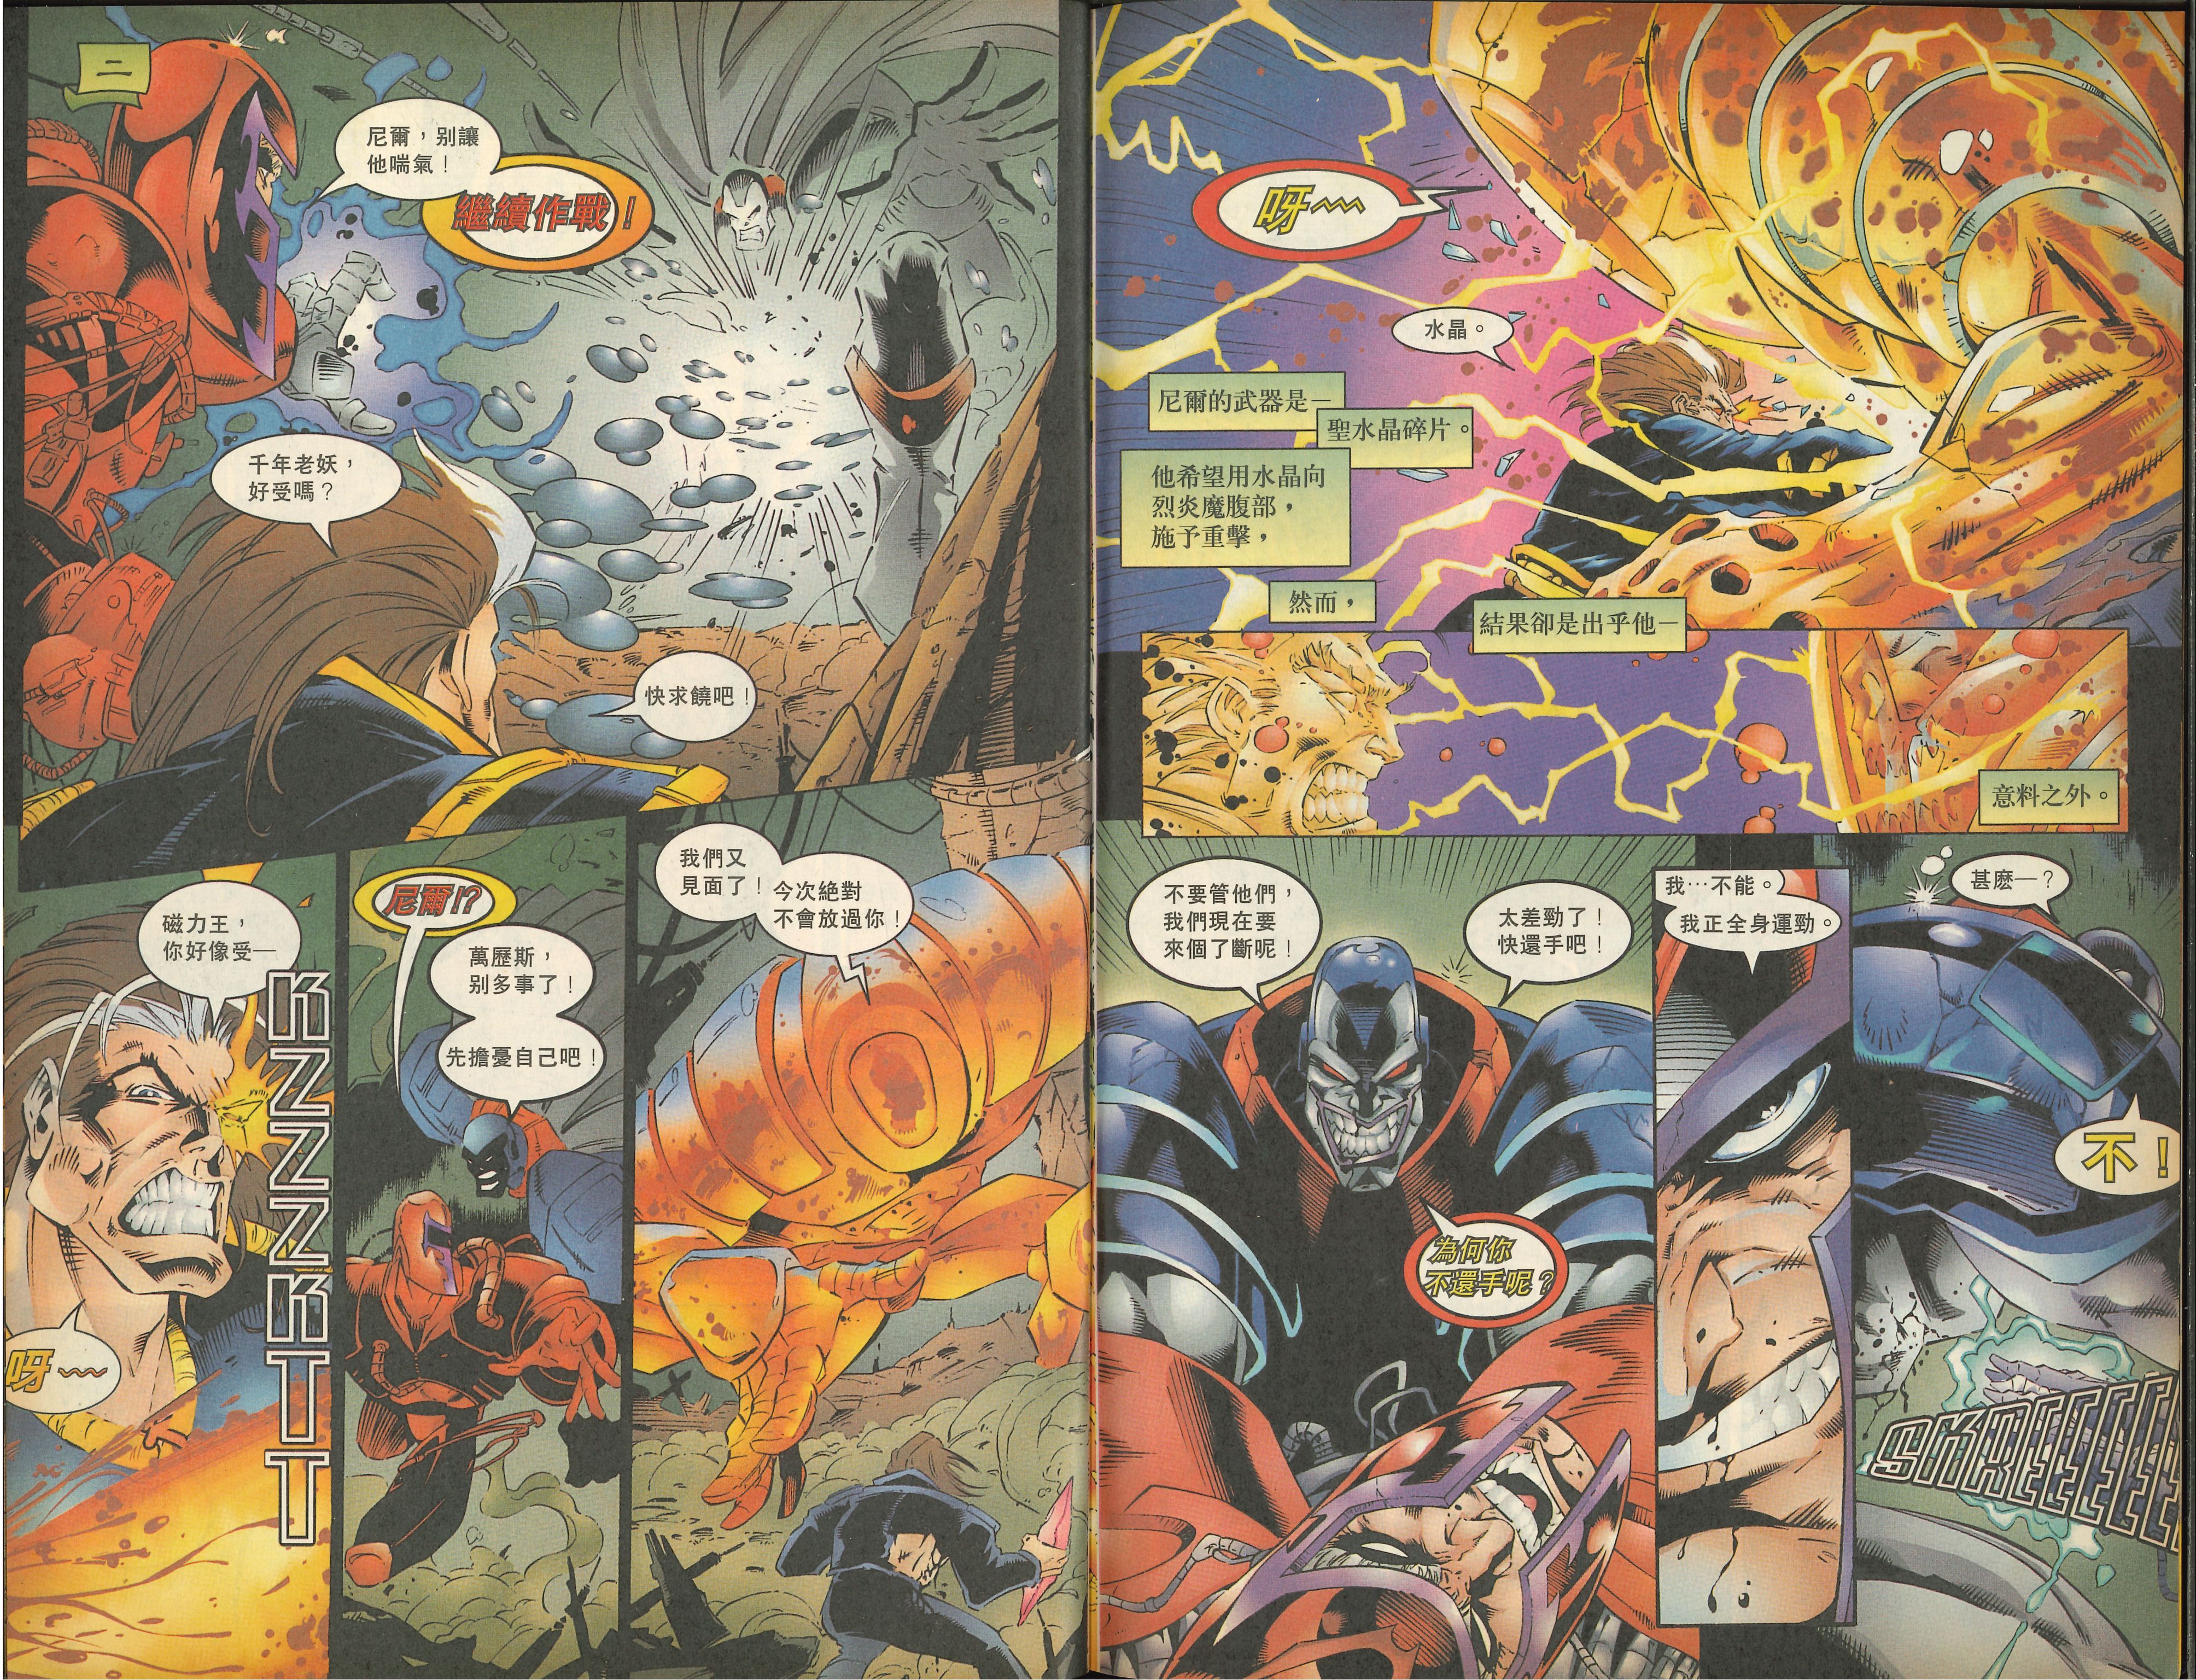 二
尼爾，別讓
他喘氣！
繼續作戰！
千年老妖，
好受嗎？
快求饒吧！
磁力王，
你好像受—
KZZZKTT
呀~~
尼爾!?
萬歷斯，
別多事了！
先擔憂自己吧！
我們又
見面了！
今次絶對
不會放過你！
呀~~
水晶。
尼爾的武器是—
聖水晶碎片。
他希望用水晶向
烈炎魔腹部，
施予重擊，
然而，
結果卻是出乎他—
意料之外。
不要管他們，
我們現在要
來個了斷呢！
太差勁了！
快還手吧！
為何你
不還手呢？
我…不能。
我正全身運勁。
甚麽—？
不！
SKREEEEE